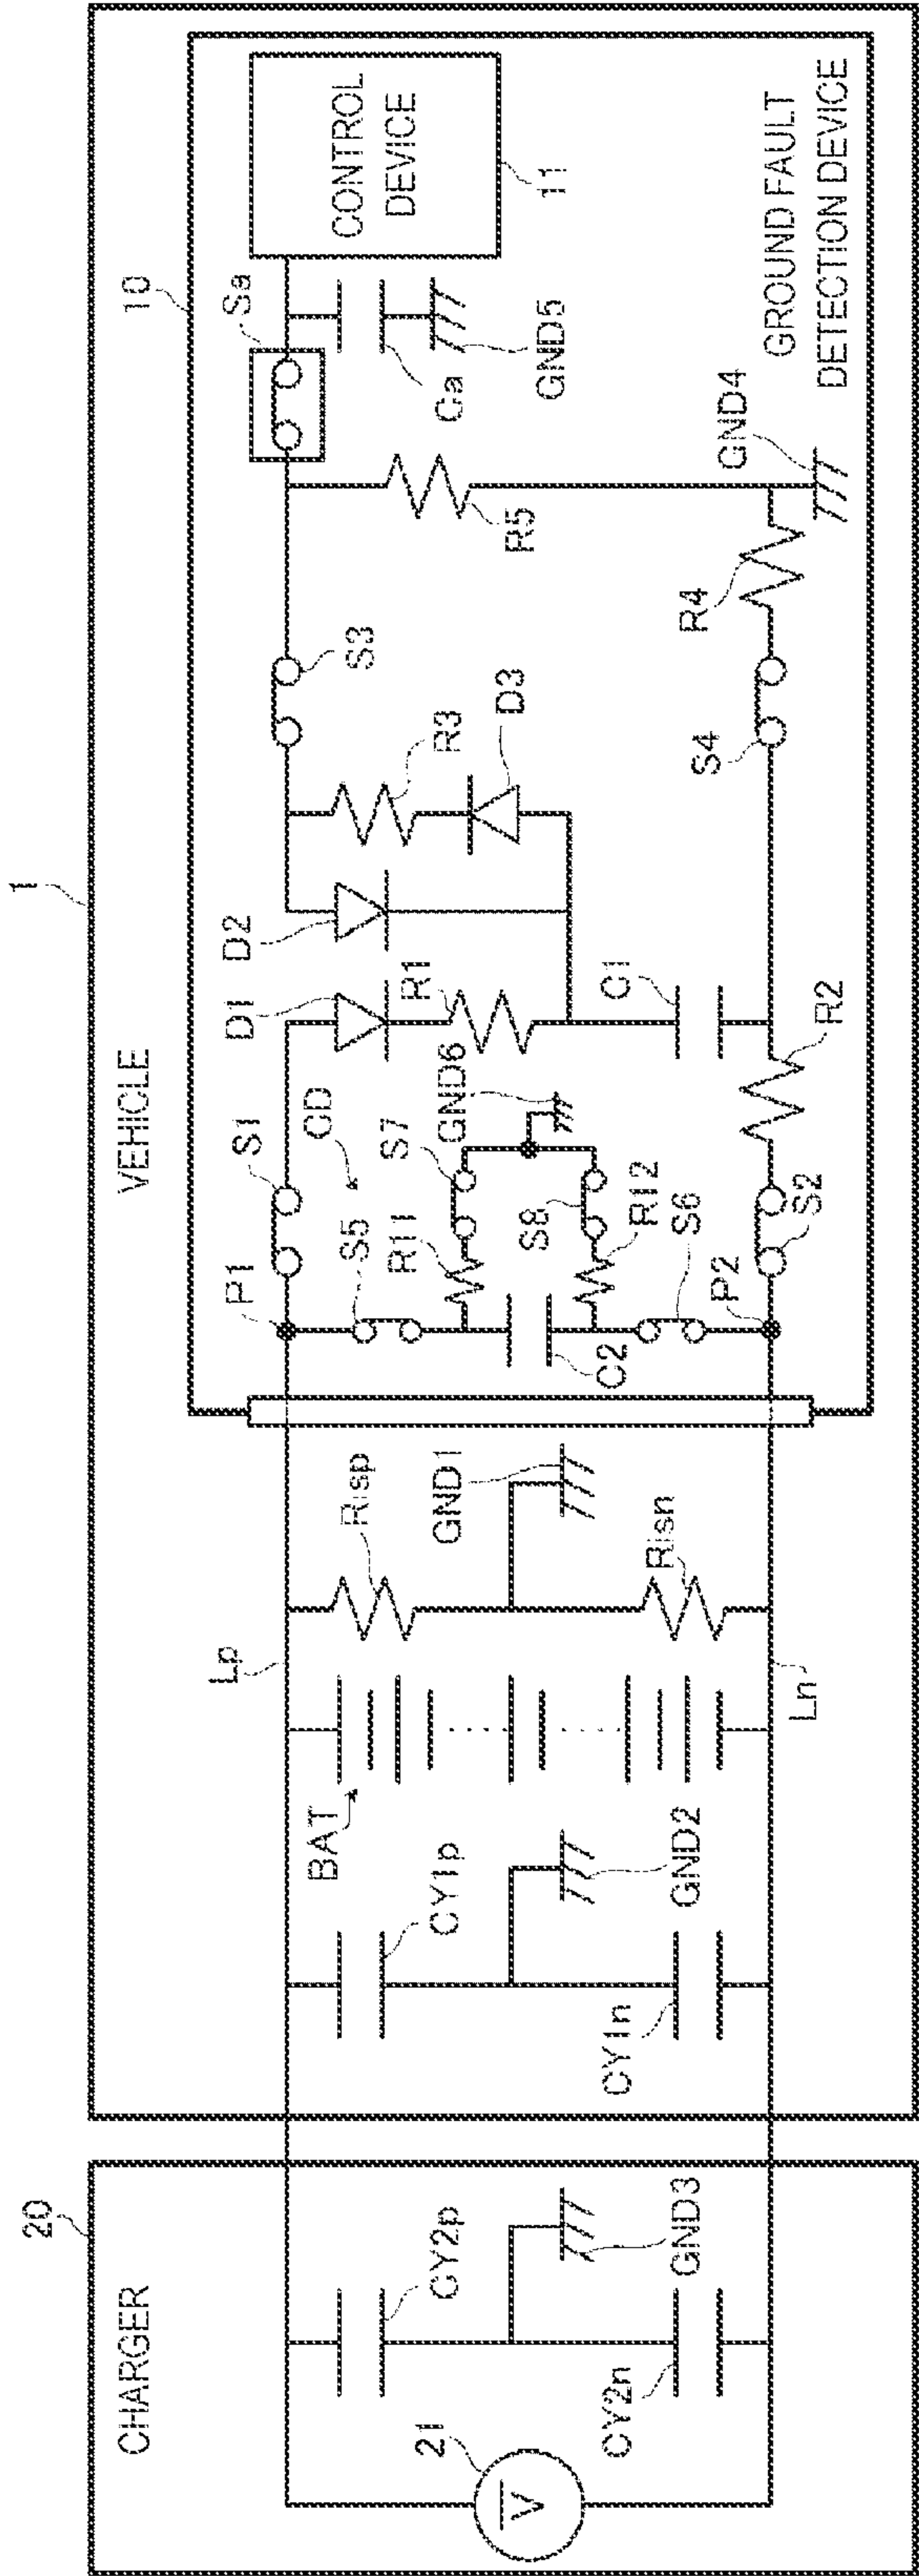 20
CHARGER
21
V
CY2p
CY2n
GND3
1
VEHICLE
CY1p
CY1n
GND2
BAT
Lp
Ln
Risp
Risn
GND1
10
P1
P2
S5
S6
C2
R11
R12
S7
S8
GND6
CD
S1
S2
D1
R1
R2
C1
D2
R3
D3
S3
S4
R4
R5
GND4
Sa
Ca
GND5
CONTROL
DEVICE
11
GROUND FAULT
DETECTION DEVICE